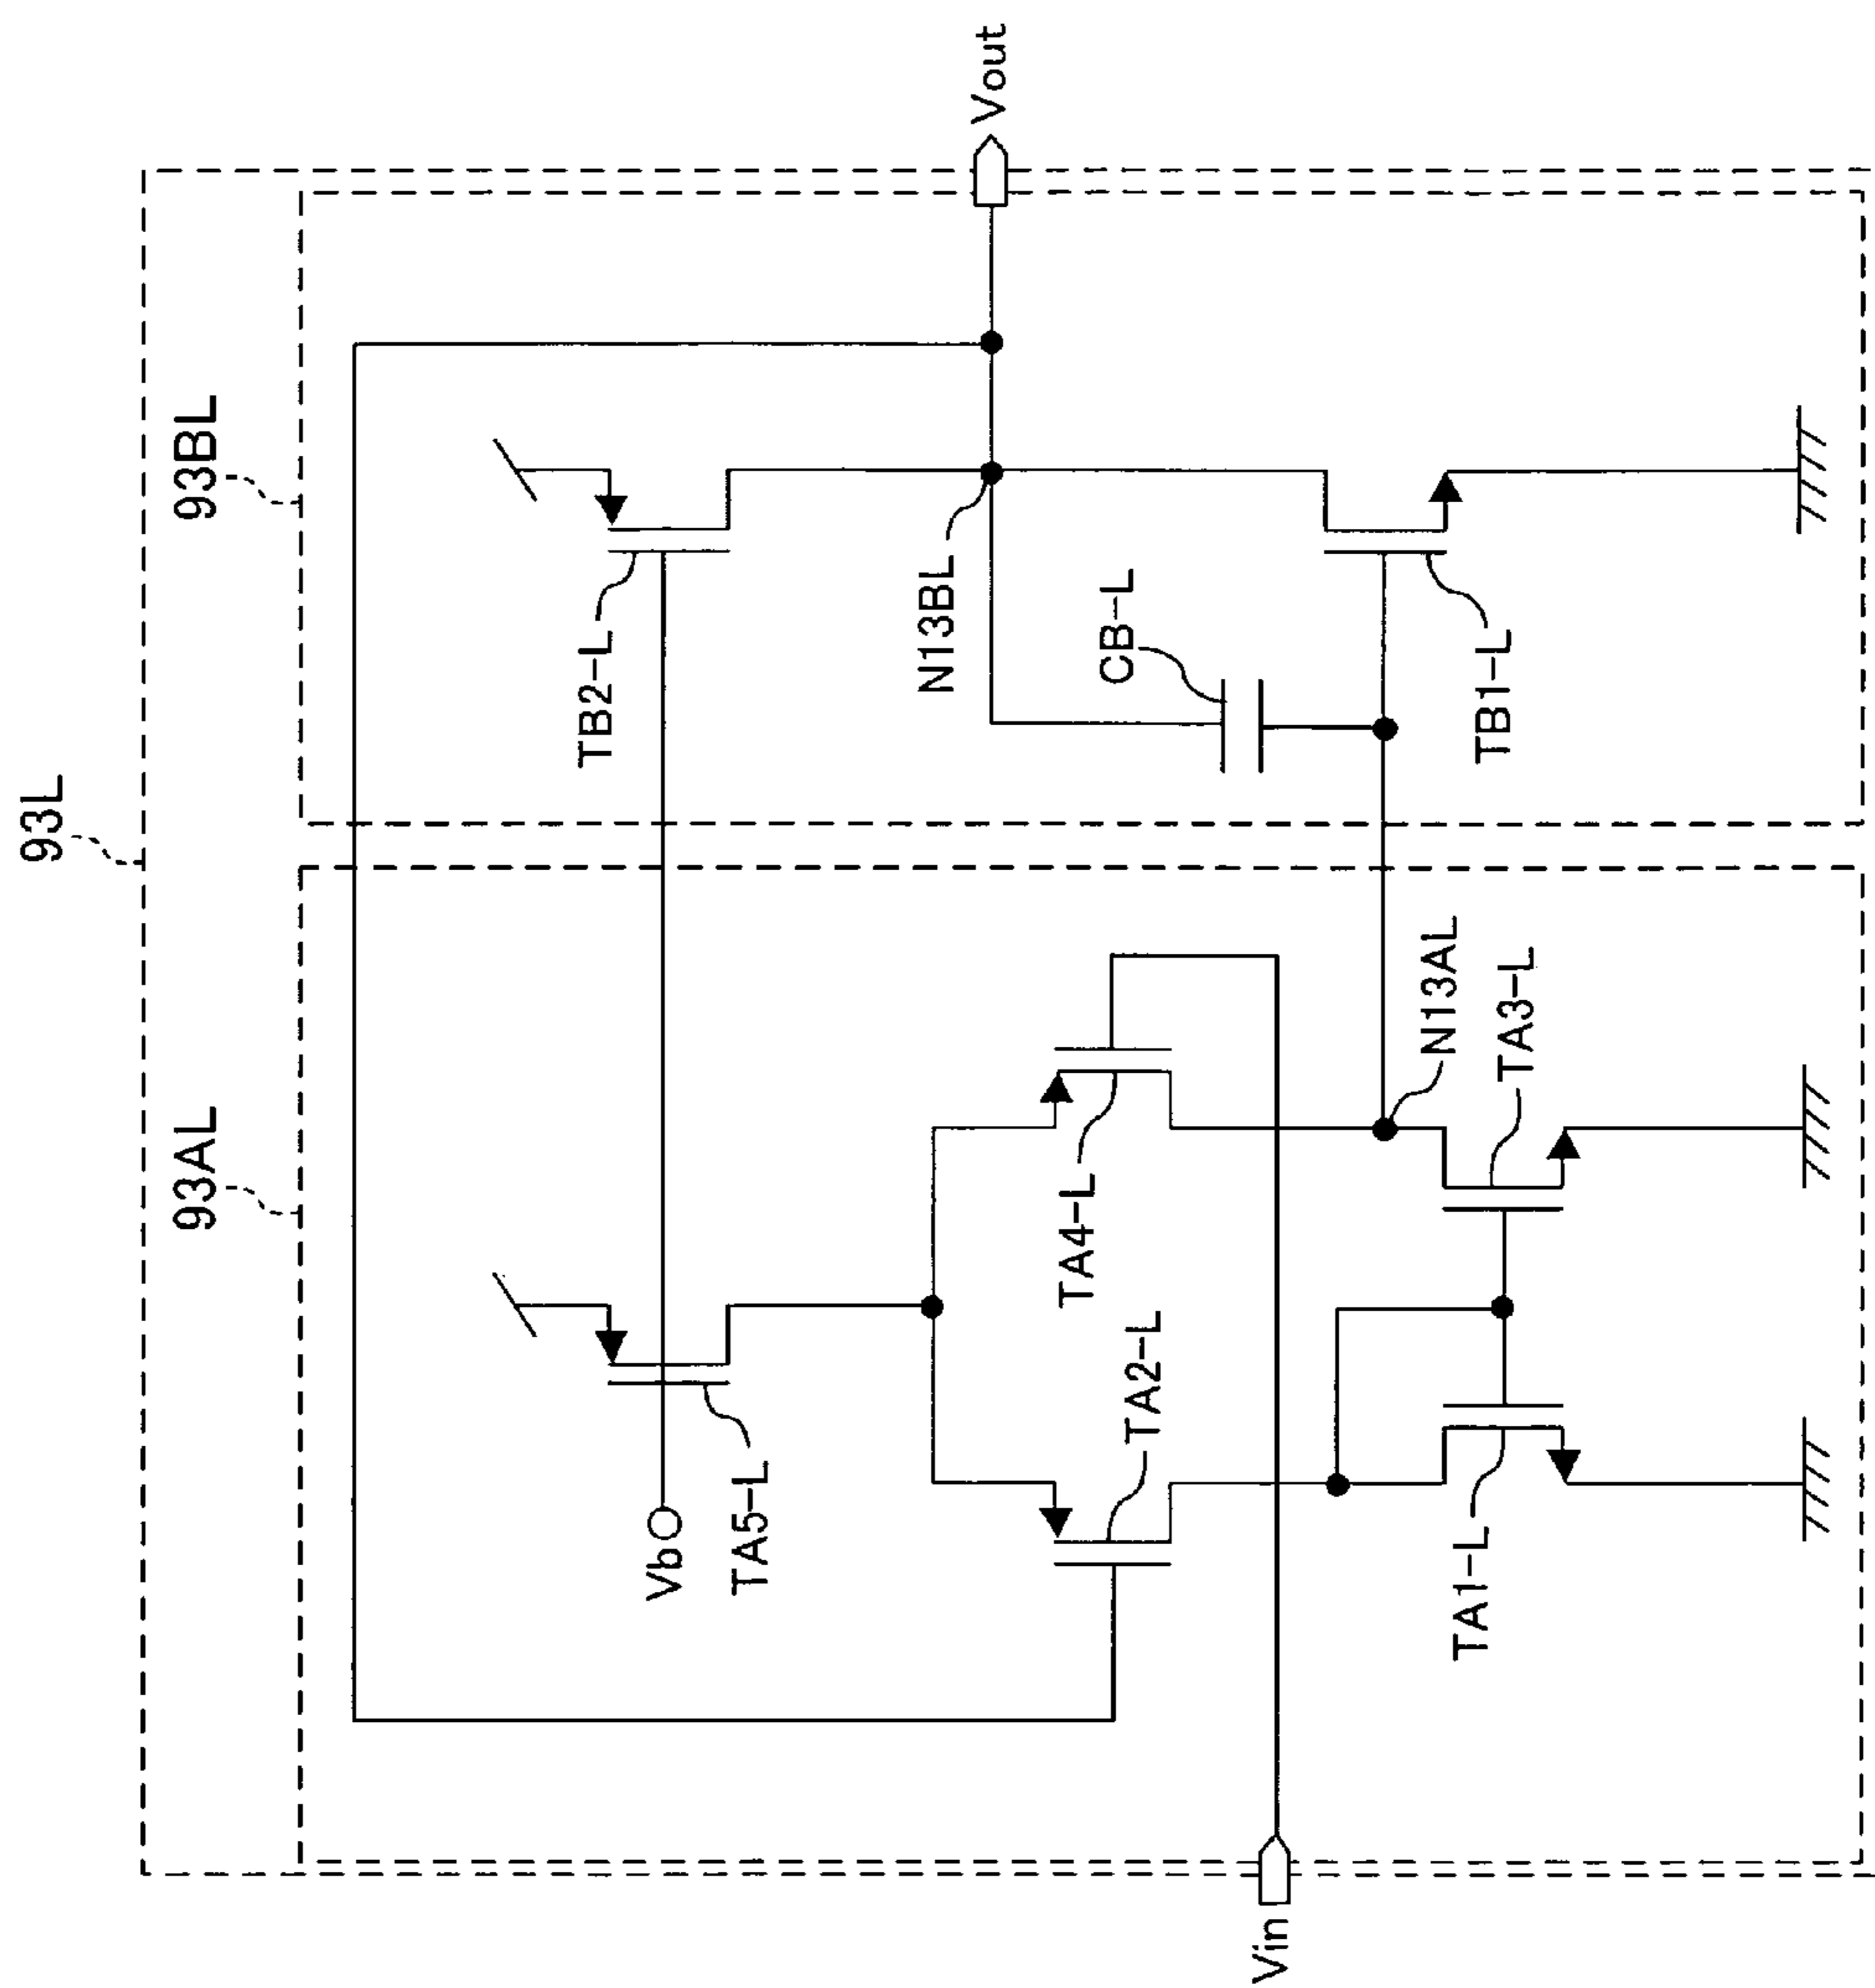 93L
93AL
93BL
Vb
TA5-L
TB2-L
Vout
N13BL
CB-L
TA4-L
TA2-L
Vin
N13AL
TB1-L
TA3-L
TA1-L